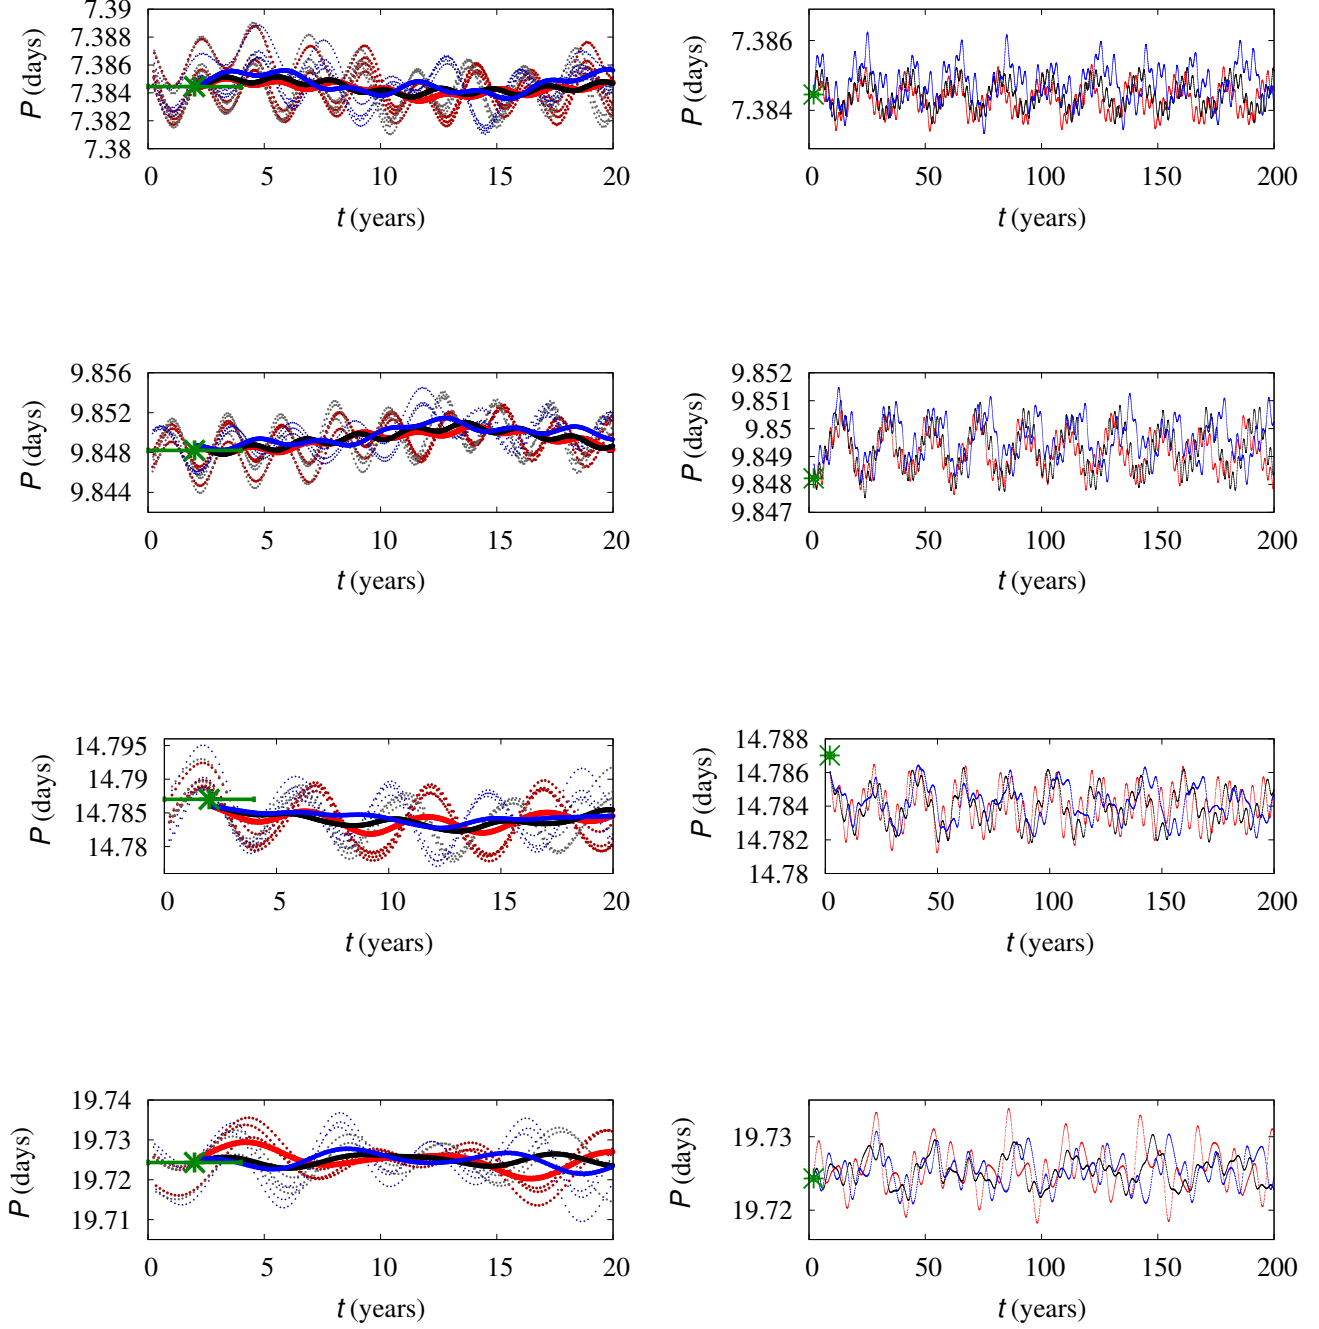 7.39
7.388
7.386
7.384
7.382
7.38
P (days)
0 5 10 15 20
t (years)
7.386
7.384
P (days)
0 50 100 150 200
t (years)
9.856
9.852
9.848
9.844
P (days)
0 5 10 15 20
t (years)
9.852
9.851
9.85
9.849
9.848
9.847
P (days)
0 50 100 150 200
t (years)
14.795
14.79
14.785
14.78
P (days)
0 5 10 15 20
t (years)
14.788
14.786
14.784
14.782
14.78
P (days)
0 50 100 150 200
t (years)
19.74
19.73
19.72
19.71
P (days)
0 5 10 15 20
t (years)
19.73
19.72
P (days)
0 50 100 150 200
t (years)